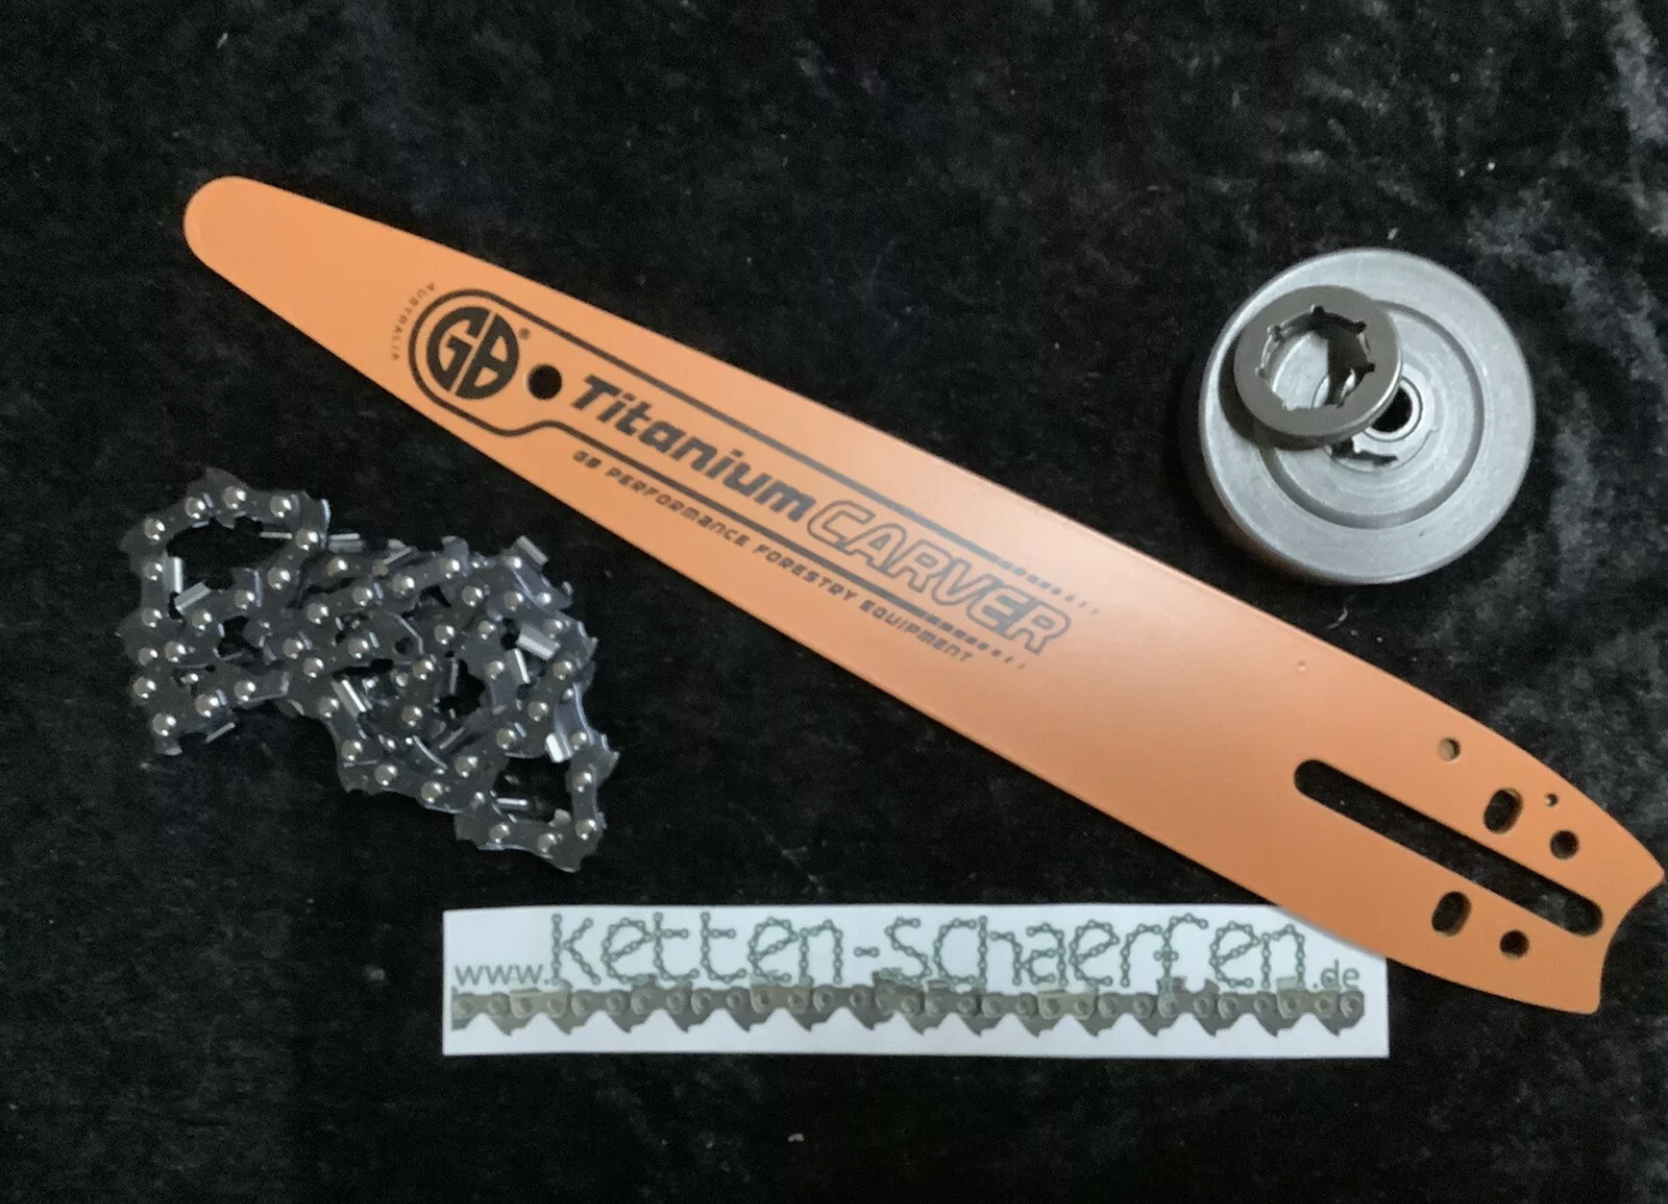 AUSTRALIA
GB®
Titanium CARVER
GB PERFORMANCE FORESTRY EQUIPMENT
www.ketten-schaerfen.de